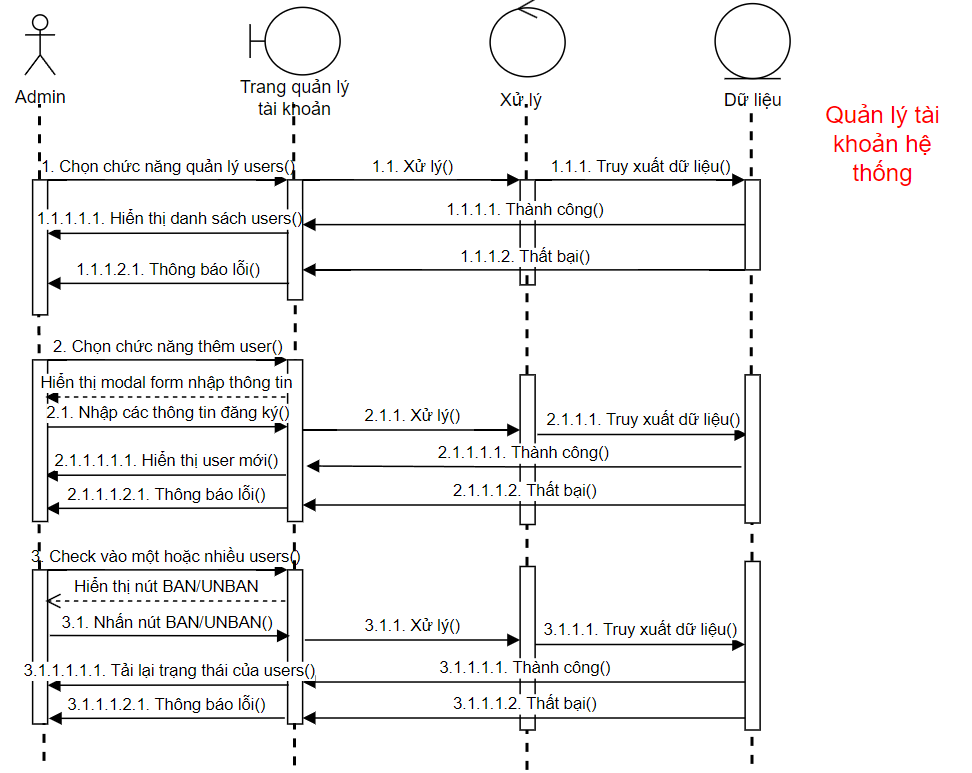 Admin
Trang quản lý
tài khoản
Xử lý
Dữ liệu
Quản lý tài
khoản hệ
thống
1. Chọn chức năng quản lý users()
1.1. Xử lý()
1.1.1. Truy xuất dữ liệu()
1.1.1.1. Thành công()
1.1.1.1.1. Hiển thị danh sách users()
1.1.1.2. Thất bại()
1.1.1.2.1. Thông báo lỗi()
2. Chọn chức năng thêm user()
Hiển thị modal form nhập thông tin
2.1. Nhập các thông tin đăng ký()
2.1.1. Xử lý()
2.1.1.1. Truy xuất dữ liệu()
2.1.1.1.1. Thành công()
2.1.1.1.1.1. Hiển thị user mới()
2.1.1.1.2. Thất bại()
2.1.1.1.2.1. Thông báo lỗi()
3. Check vào một hoặc nhiều users()
Hiển thị nút BAN/UNBAN
3.1. Nhấn nút BAN/UNBAN()
3.1.1. Xử lý()
3.1.1.1. Truy xuất dữ liệu()
3.1.1.1.1. Thành công()
3.1.1.1.1.1. Tải lại trạng thái của users()
3.1.1.1.2. Thất bại()
3.1.1.1.2.1. Thông báo lỗi()